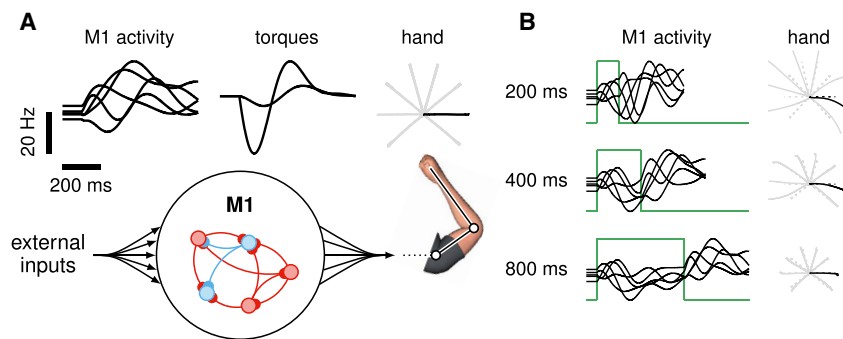 A
M1 activity
torques
hand
20 Hz
200 ms
M1
external
inputs
B
M1 activity
hand
200 ms
400 ms
800 ms